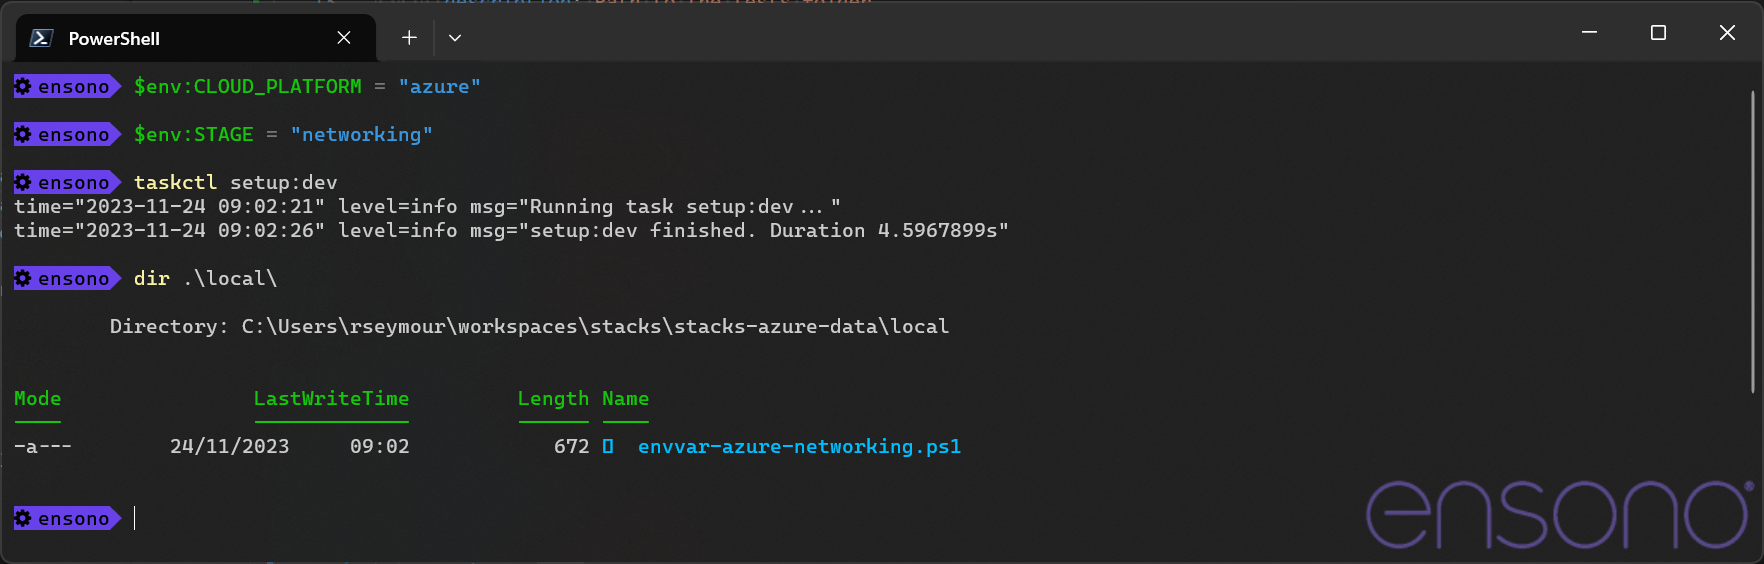 PowerShell
ensono $env:CLOUD_PLATFORM = "azure"
ensono $env:STAGE = "networking"
ensono taskctl setup:dev
time="2023-11-24 09:02:21" level=info msg="Running task setup:dev..."
time="2023-11-24 09:02:26" level=info msg="setup:dev finished. Duration 4.5967899s"
ensono dir .\local\
Directory: C:\Users\rseymour\workspaces\stacks\stacks-azure-data\local
Mode LastWriteTime Length Name
-a--- 24/11/2023 09:02 672 envvar-azure-networking.ps1
ensono
ensono